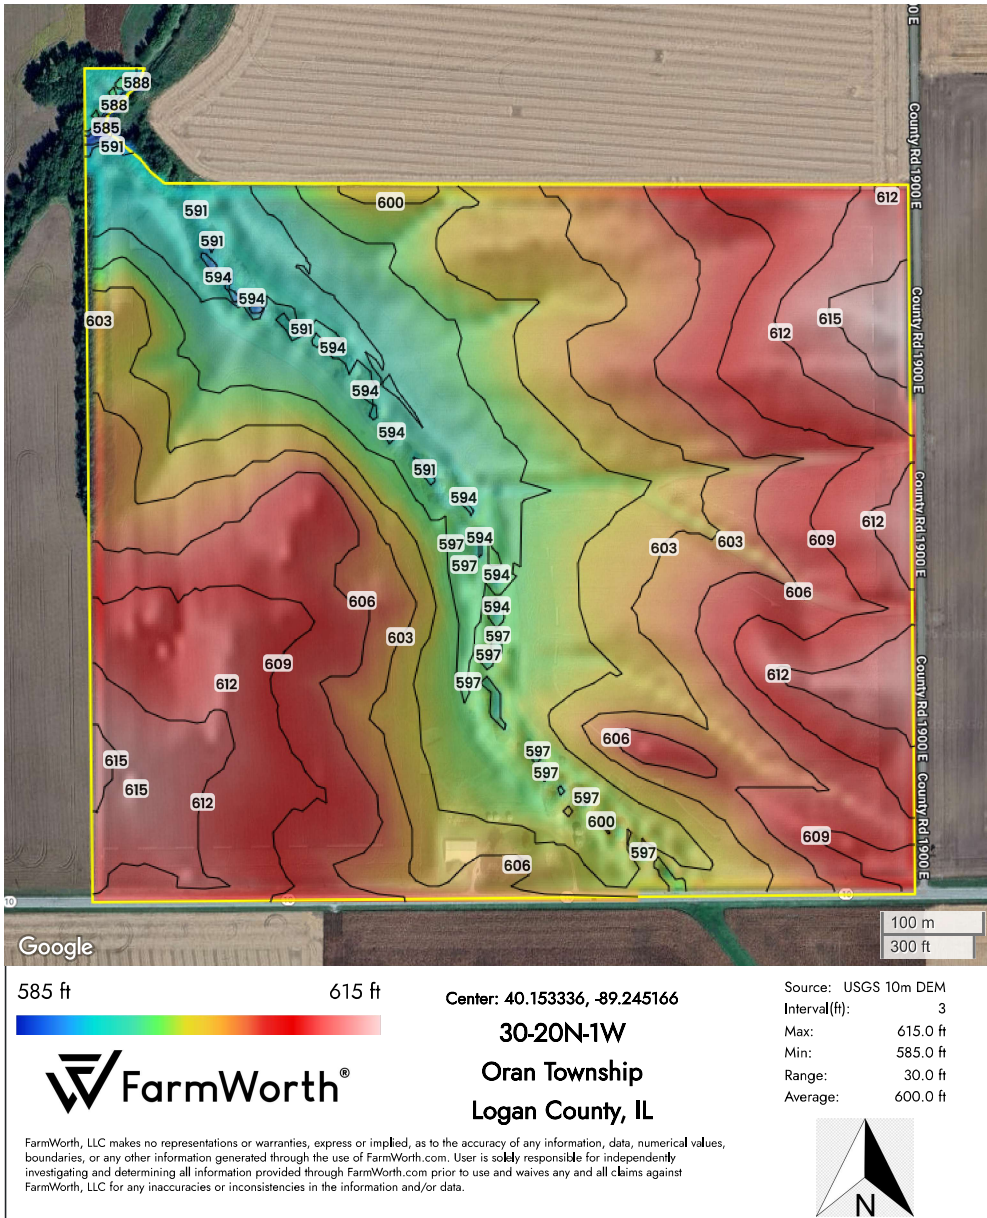 0 E
588
588
585
591
County Rd 1900 E
612
600
591
591
594
594
603
591
594
612
615
County Rd 1900 E
594
594
591
594
594
597
597
594
603
603
609
612
County Rd 1900 E
606
606
594
597
603
597
609
612
597
612
County Rd 1900 E
606
597
597
615
615
612
597
600
609
County Rd 1900 E
597
606
10
10
10
Google
100 m
300 ft
585 ft 615 ft
FarmWorth®
Center: 40.153336, -89.245166
30-20N-1W
Oran Township
Logan County, IL
Source: USGS 10m DEM
Interval(ft): 3
Max: 615.0 ft
Min: 585.0 ft
Range: 30.0 ft
Average: 600.0 ft
FarmWorth, LLC makes no representations or warranties, express or implied, as to the accuracy of any information, data, numerical values,
boundaries, or any other information generated through the use of FarmWorth.com. User is solely responsible for independently
investigating and determining all information provided through FarmWorth.com prior to use and waives any and all claims against
FarmWorth, LLC for any inaccuracies or inconsistencies in the information and/or data.
N